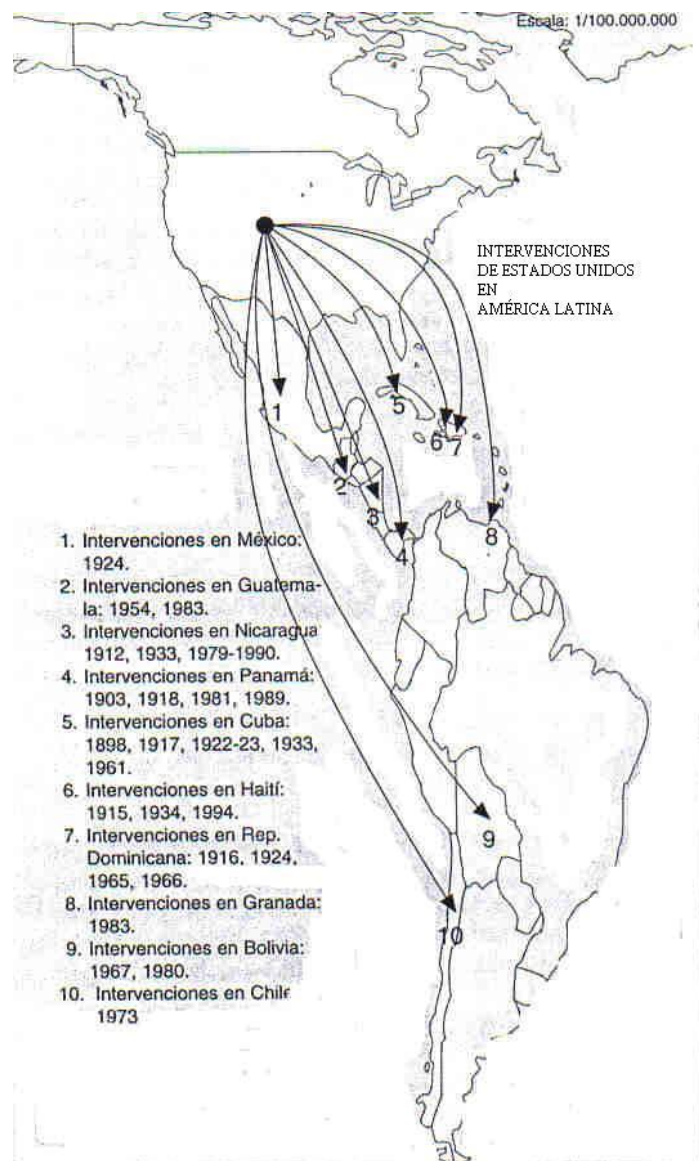 Escala: 1/100.000.000
INTERVENCIONES
DE ESTADOS UNIDOS
EN
AMÉRICA LATINA
1
2
3
4
5
6
7
8
9
10
1. Intervenciones en México:
1924.
2. Intervenciones en Guatema-
la: 1954, 1983.
3. Intervenciones en Nicaragua
1912, 1933, 1979-1990.
4. Intervenciones en Panamá:
1903, 1918, 1981, 1989.
5. Intervenciones en Cuba:
1898, 1917, 1922-23, 1933,
1961.
6. Intervenciones en Haití:
1915, 1934, 1994.
7. Intervenciones en Rep.
Dominicana: 1916, 1924,
1965, 1966.
8. Intervenciones en Granada:
1983.
9. Intervenciones en Bolivia:
1967, 1980.
10. Intervenciones en Chile
1973